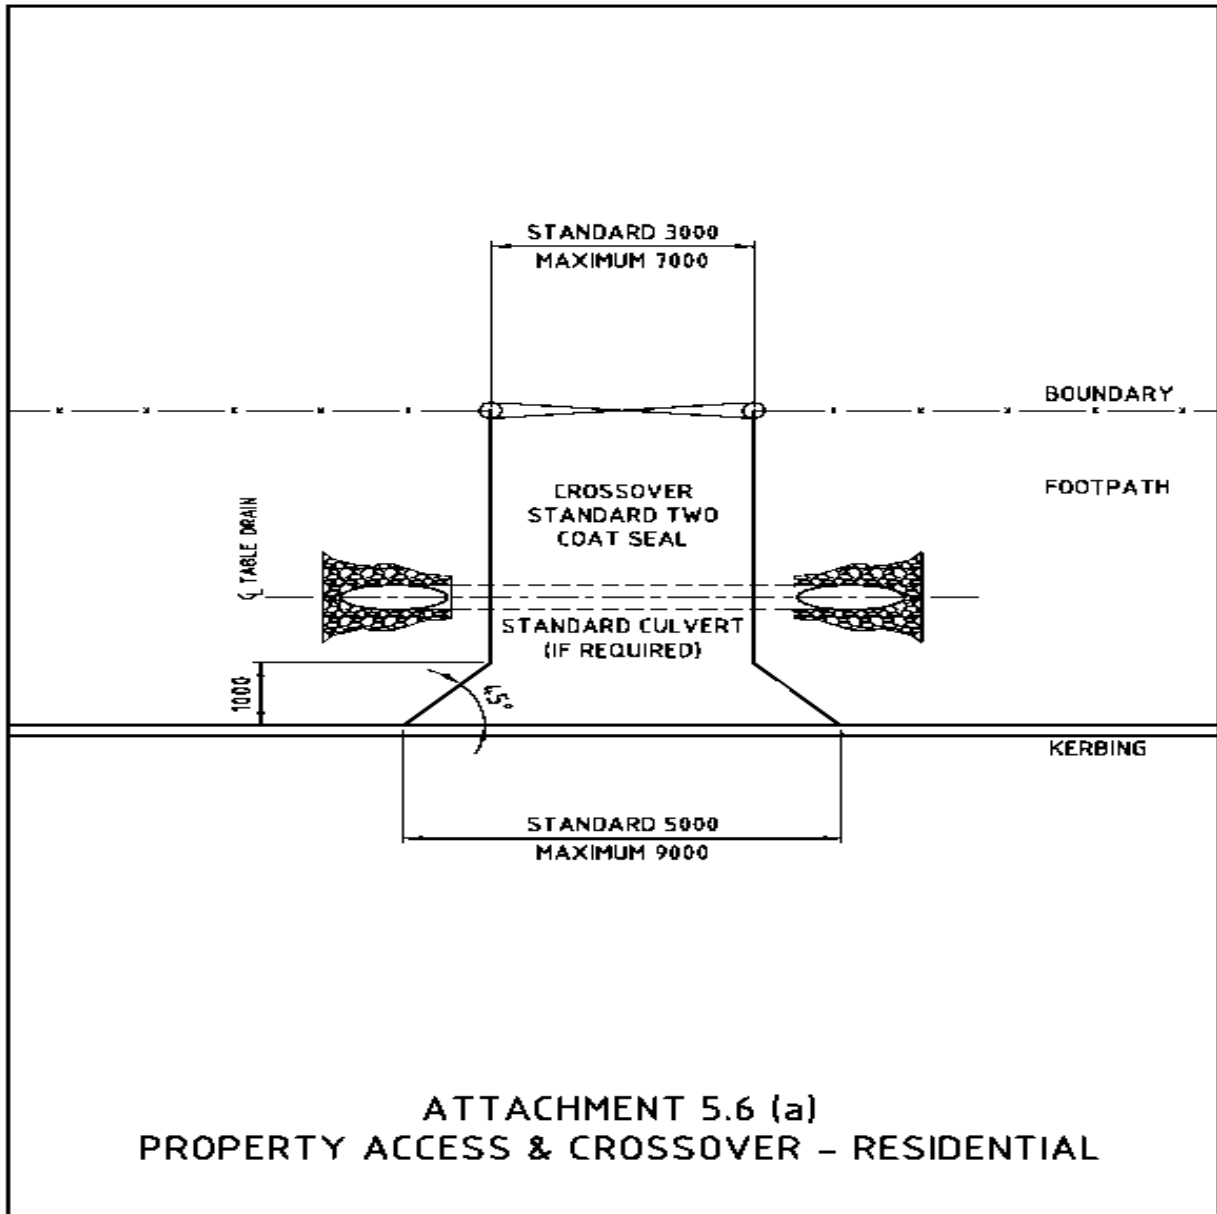 STANDARD 3000
MAXIMUM 7000
BOUNDARY
FOOTPATH
CROSSOVER
STANDARD TWO
COAT SEAL
℄ TABLE DRAIN
STANDARD CULVERT
(IF REQUIRED)
1000
45°
KERBING
STANDARD 5000
MAXIMUM 9000
ATTACHMENT 5.6 (a)
PROPERTY ACCESS & CROSSOVER – RESIDENTIAL